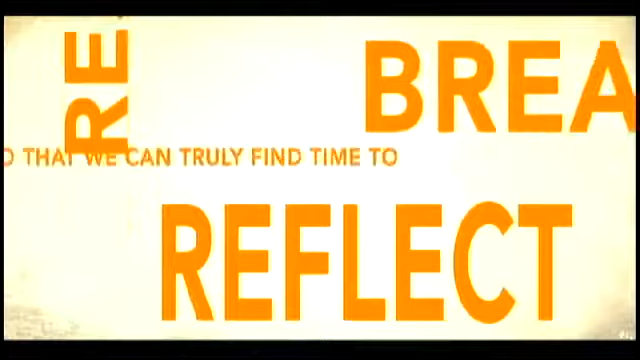 RE
BREA
O THAT WE CAN TRULY FIND TIME TO
REFLECT